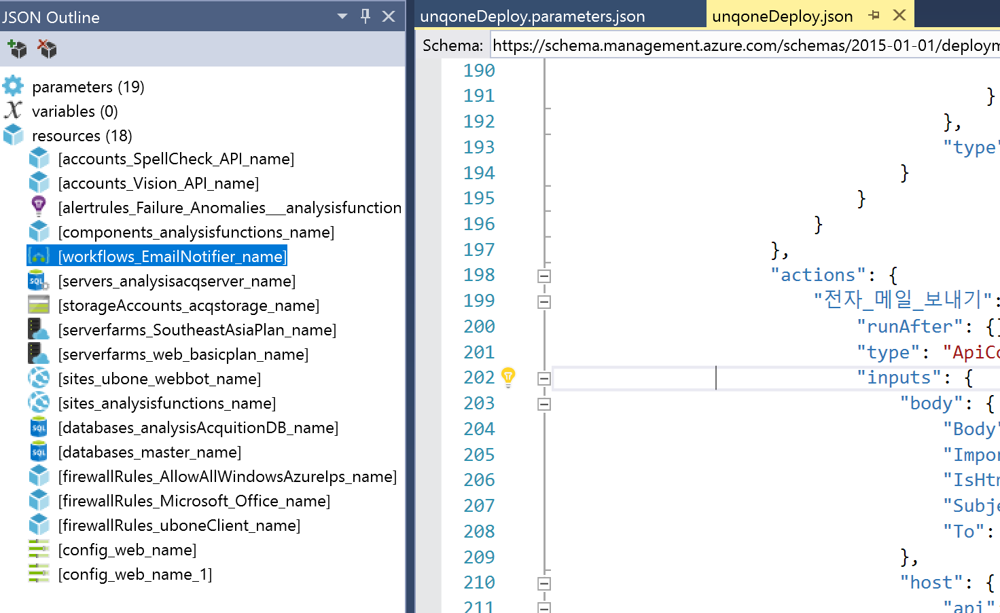 JSON Outline
parameters (19)
variables (0)
resources (18)
[accounts_SpellCheck_API_name]
[accounts_Vision_API_name]
[alertrules_Failure_Anomalies___analysisfunction
[components_analysisfunctions_name]
[workflows_EmailNotifier_name]
[servers_analysisacqserver_name]
[storageAccounts_acqstorage_name]
[serverfarms_SoutheastAsiaPlan_name]
[serverfarms_web_basicplan_name]
[sites_ubone_webbot_name]
[sites_analysisfunctions_name]
[databases_analysisAcquitionDB_name]
[databases_master_name]
[firewallRules_AllowAllWindowsAzureIps_name]
[firewallRules_Microsoft_Office_name]
[firewallRules_uboneClient_name]
[config_web_name]
[config_web_name_1]
unqoneDeploy.parameters.json unqoneDeploy.json
Schema: https://schema.management.azure.com/schemas/2015-01-01/deploym
190
191 }
192 },
193 "type"
194 }
195 }
196 }
197 },
198 "actions": {
199 "전자_메일_보내기":
200 "runAfter": {}
201 "type": "ApiCo
202 "inputs": {
203 "body": {
204 "Body"
205 "Impor
206 "IsHtm
207 "Subje
208 "To":
209 },
210 "host": {
211 "api":